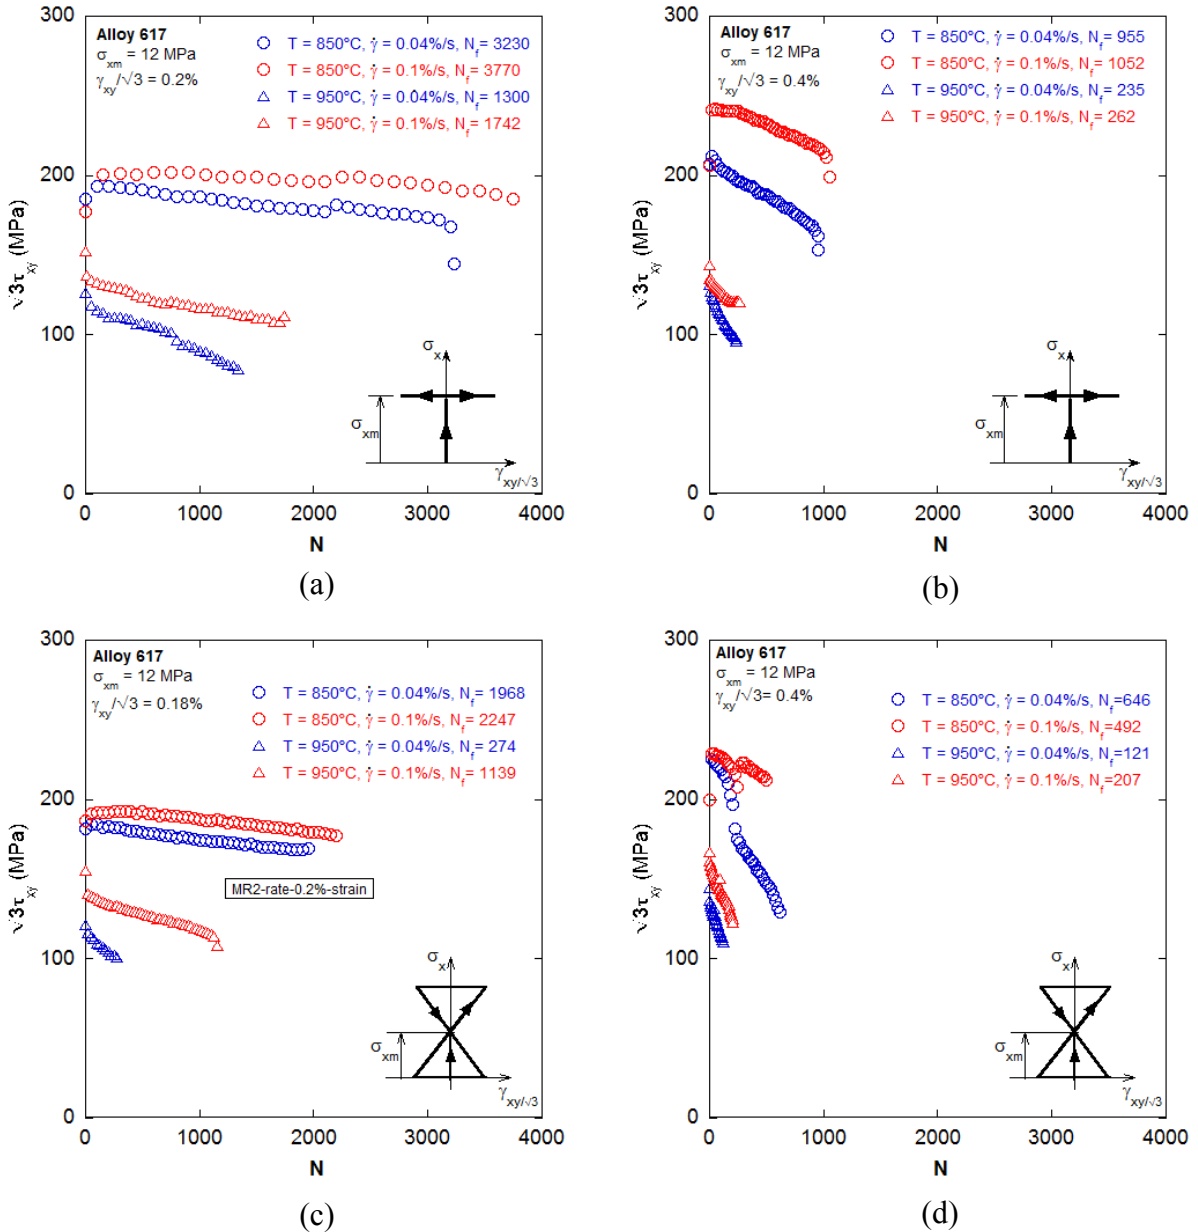 300
Alloy 617
σxm = 12 MPa
γxy/√3 = 0.2%
T = 850°C, γ̇ = 0.04%/s, Nf= 3230
T = 850°C, γ̇ = 0.1%/s, Nf= 3770
T = 950°C, γ̇ = 0.04%/s, Nf= 1300
T = 950°C, γ̇ = 0.1%/s, Nf= 1742
200
√3τxy (MPa)
100
σx
σxm
γxy/√3
0
0 1000 2000 3000 4000
N
(a)
300
Alloy 617
σxm = 12 MPa
γxy/√3 = 0.4%
T = 850°C, γ̇ = 0.04%/s, Nf= 955
T = 850°C, γ̇ = 0.1%/s, Nf= 1052
T = 950°C, γ̇ = 0.04%/s, Nf= 235
T = 950°C, γ̇ = 0.1%/s, Nf= 262
200
√3τxy (MPa)
100
σx
σxm
γxy/√3
0
0 1000 2000 3000 4000
N
(b)
300
Alloy 617
σxm = 12 MPa
γxy/√3 = 0.18%
T = 850°C, γ̇ = 0.04%/s, Nf= 1968
T = 850°C, γ̇ = 0.1%/s, Nf= 2247
T = 950°C, γ̇ = 0.04%/s, Nf= 274
T = 950°C, γ̇ = 0.1%/s, Nf= 1139
200
√3τxy (MPa)
MR2-rate-0.2%-strain
100
σx
σxm
γxy/√3
0
0 1000 2000 3000 4000
N
(c)
300
Alloy 617
σxm = 12 MPa
γxy/√3= 0.4%
T = 850°C, γ̇ = 0.04%/s, Nf=646
T = 850°C, γ̇ = 0.1%/s, Nf=492
T = 950°C, γ̇ = 0.04%/s, Nf=121
T = 950°C, γ̇ = 0.1%/s, Nf=207
200
√3τxy (MPa)
100
σx
σxm
γxy/√3
0
0 1000 2000 3000 4000
N
(d)